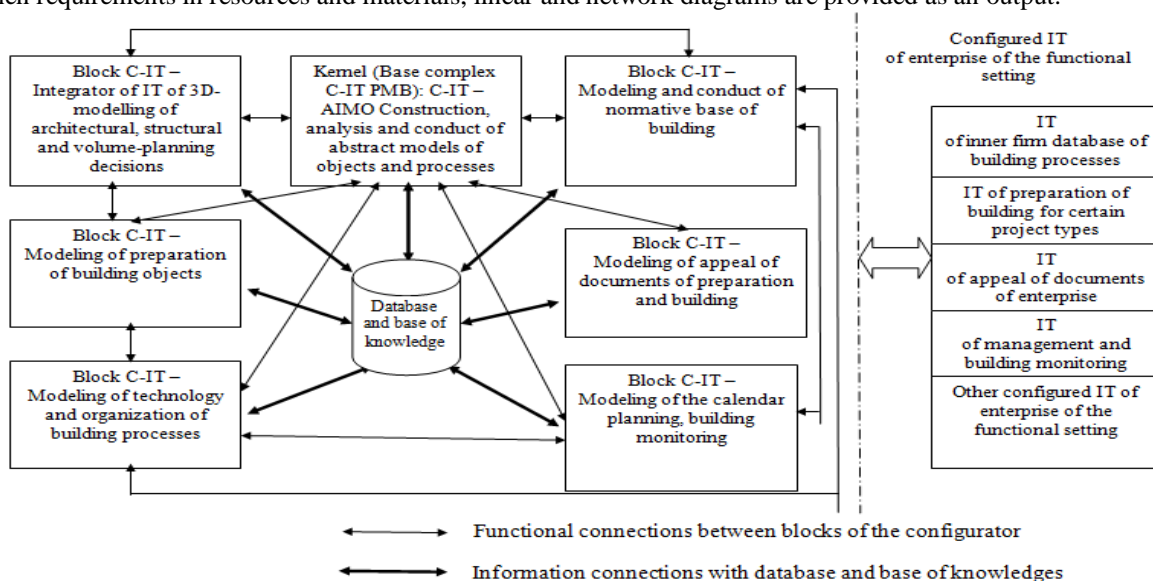 requirements in resources and materials, linear and network diagrams are provided as an output.
Block C-IT –
Integrator of IT of 3D-
modelling of
architectural, structural
and volume-planning
decisions
Kernel (Base complex
C-IT PMB): C-IT –
AIMO Construction,
analysis and conduct of
abstract models of
objects and processes
Block C-IT –
Modeling and conduct of
normative base of
building
Block C-IT –
Modeling of preparation
of building objects
Database
and base of
knowledge
Block C-IT –
Modeling of appeal of
documents of preparation
and building
Block C-IT –
Modeling of technology
and organization of
building processes
Block C-IT –
Modeling of the calendar
planning, building
monitoring
Configured IT
of enterprise of the functional
setting
IT
of inner firm database of
building processes
IT of preparation of
building for certain
project types
IT
of appeal of documents
of enterprise
IT
of management and
building monitoring
Other configured IT of
enterprise of the
functional setting
Functional connections between blocks of the configurator
Information connections with database and base of knowledges